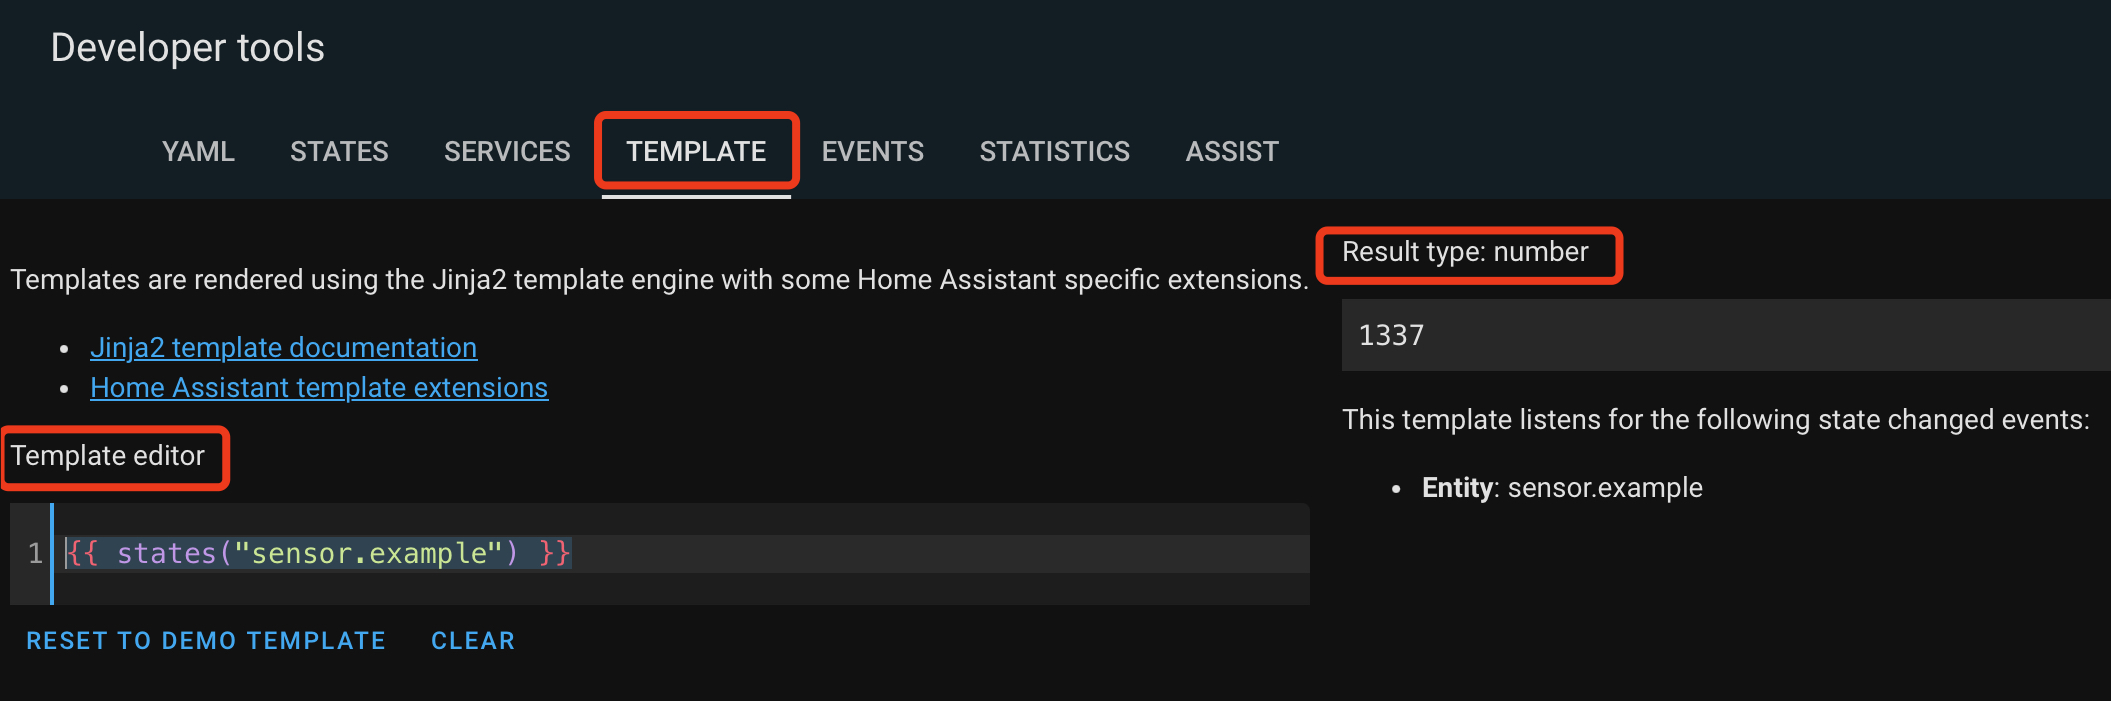 Developer tools
YAML STATES SERVICES TEMPLATE EVENTS STATISTICS ASSIST
Templates are rendered using the Jinja2 template engine with some Home Assistant specific extensions.
Jinja2 template documentation
Home Assistant template extensions
Template editor
1 {{ states("sensor.example") }}
RESET TO DEMO TEMPLATE CLEAR
Result type: number
1337
This template listens for the following state changed events:
Entity: sensor.example